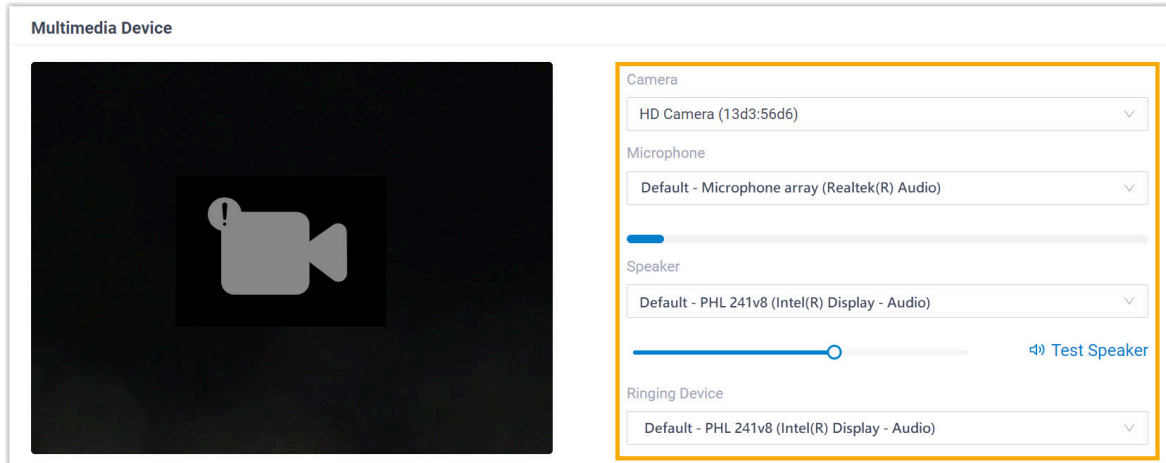 Multimedia Device
Camera
HD Camera (13d3:56d6)
Microphone
Default - Microphone array (Realtek(R) Audio)
Speaker
Default - PHL 241v8 (Intel(R) Display - Audio)
Test Speaker
Ringing Device
Default - PHL 241v8 (Intel(R) Display - Audio)